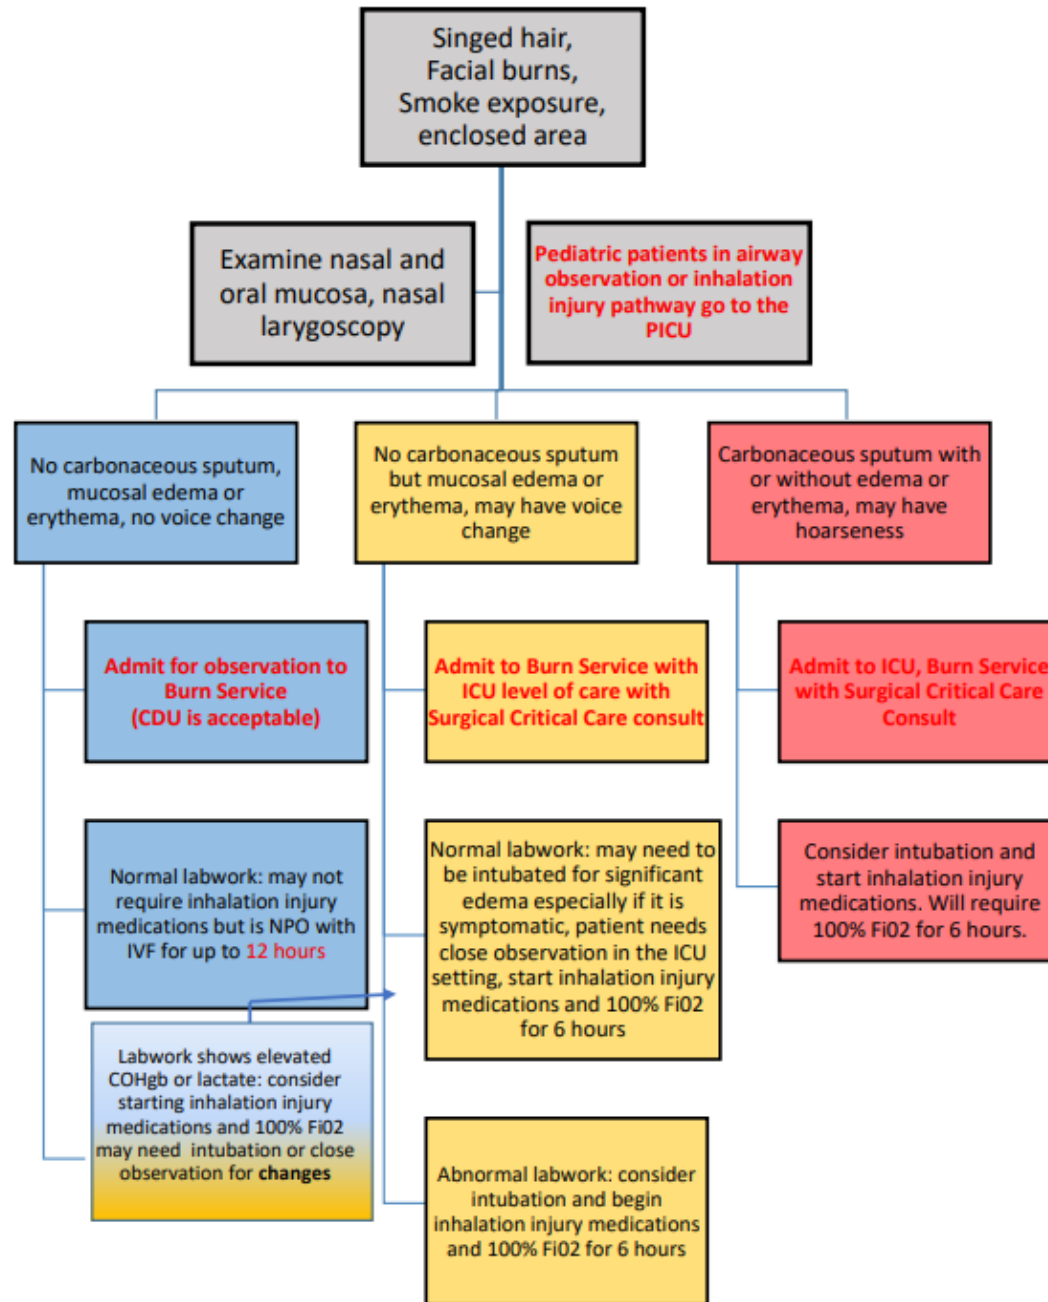 Singed hair,
Facial burns,
Smoke exposure,
enclosed area
Examine nasal and
oral mucosa, nasal
larygoscopy
Pediatric patients in airway
observation or inhalation
injury pathway go to the
PICU
No carbonaceous sputum,
mucosal edema or
erythema, no voice change
No carbonaceous sputum
but mucosal edema or
erythema, may have voice
change
Carbonaceous sputum with
or without edema or
erythema, may have
hoarseness
Admit for observation to
Burn Service
(CDU is acceptable)
Admit to Burn Service with
ICU level of care with
Surgical Critical Care consult
Admit to ICU, Burn Service
with Surgical Critical Care
Consult
Normal labwork: may not
require inhalation injury
medications but is NPO with
IVF for up to 12 hours
Normal labwork: may need to
be intubated for significant
edema especially if it is
symptomatic, patient needs
close observation in the ICU
setting, start inhalation injury
medications and 100% Fi02
for 6 hours
Consider intubation and
start inhalation injury
medications. Will require
100% Fi02 for 6 hours.
Labwork shows elevated
COHgb or lactate: consider
starting inhalation injury
medications and 100% Fi02
may need intubation or close
observation for changes
Abnormal labwork: consider
intubation and begin
inhalation injury medications
and 100% Fi02 for 6 hours